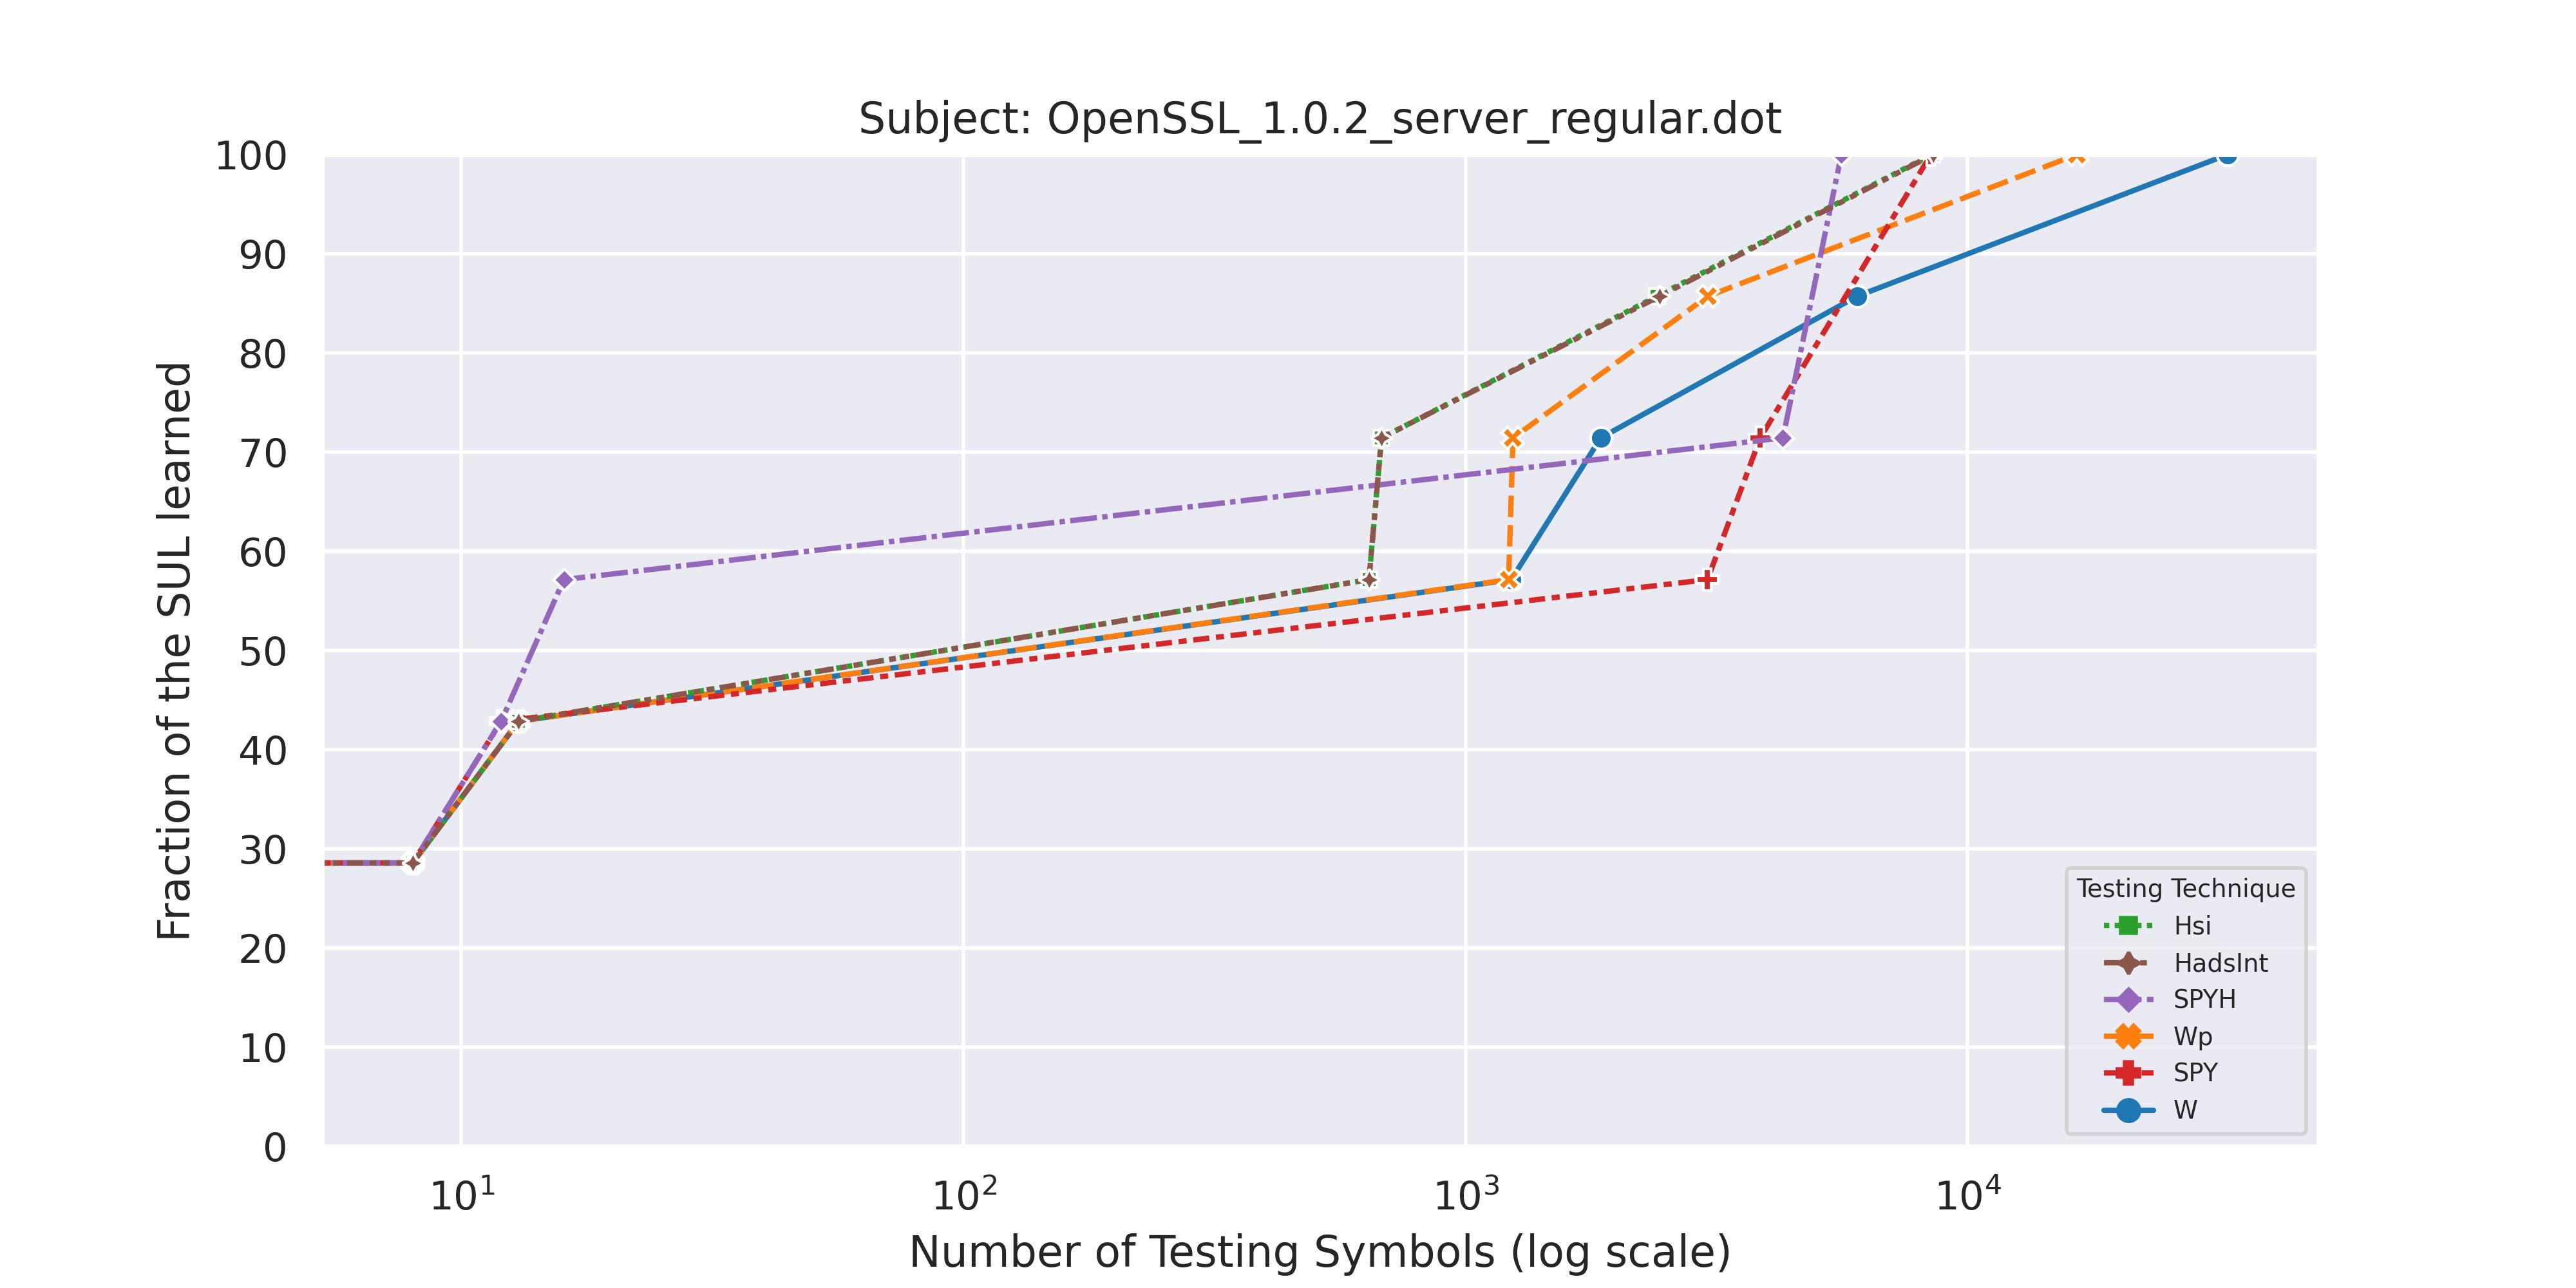 Subject: OpenSSL_1.0.2_server_regular.dot
Fraction of the SUL learned
100
90
80
70
60
50
40
30
20
10
0
10¹
10²
10³
10⁴
Number of Testing Symbols (log scale)
Testing Technique
Hsi
HadsInt
SPYH
Wp
SPY
W